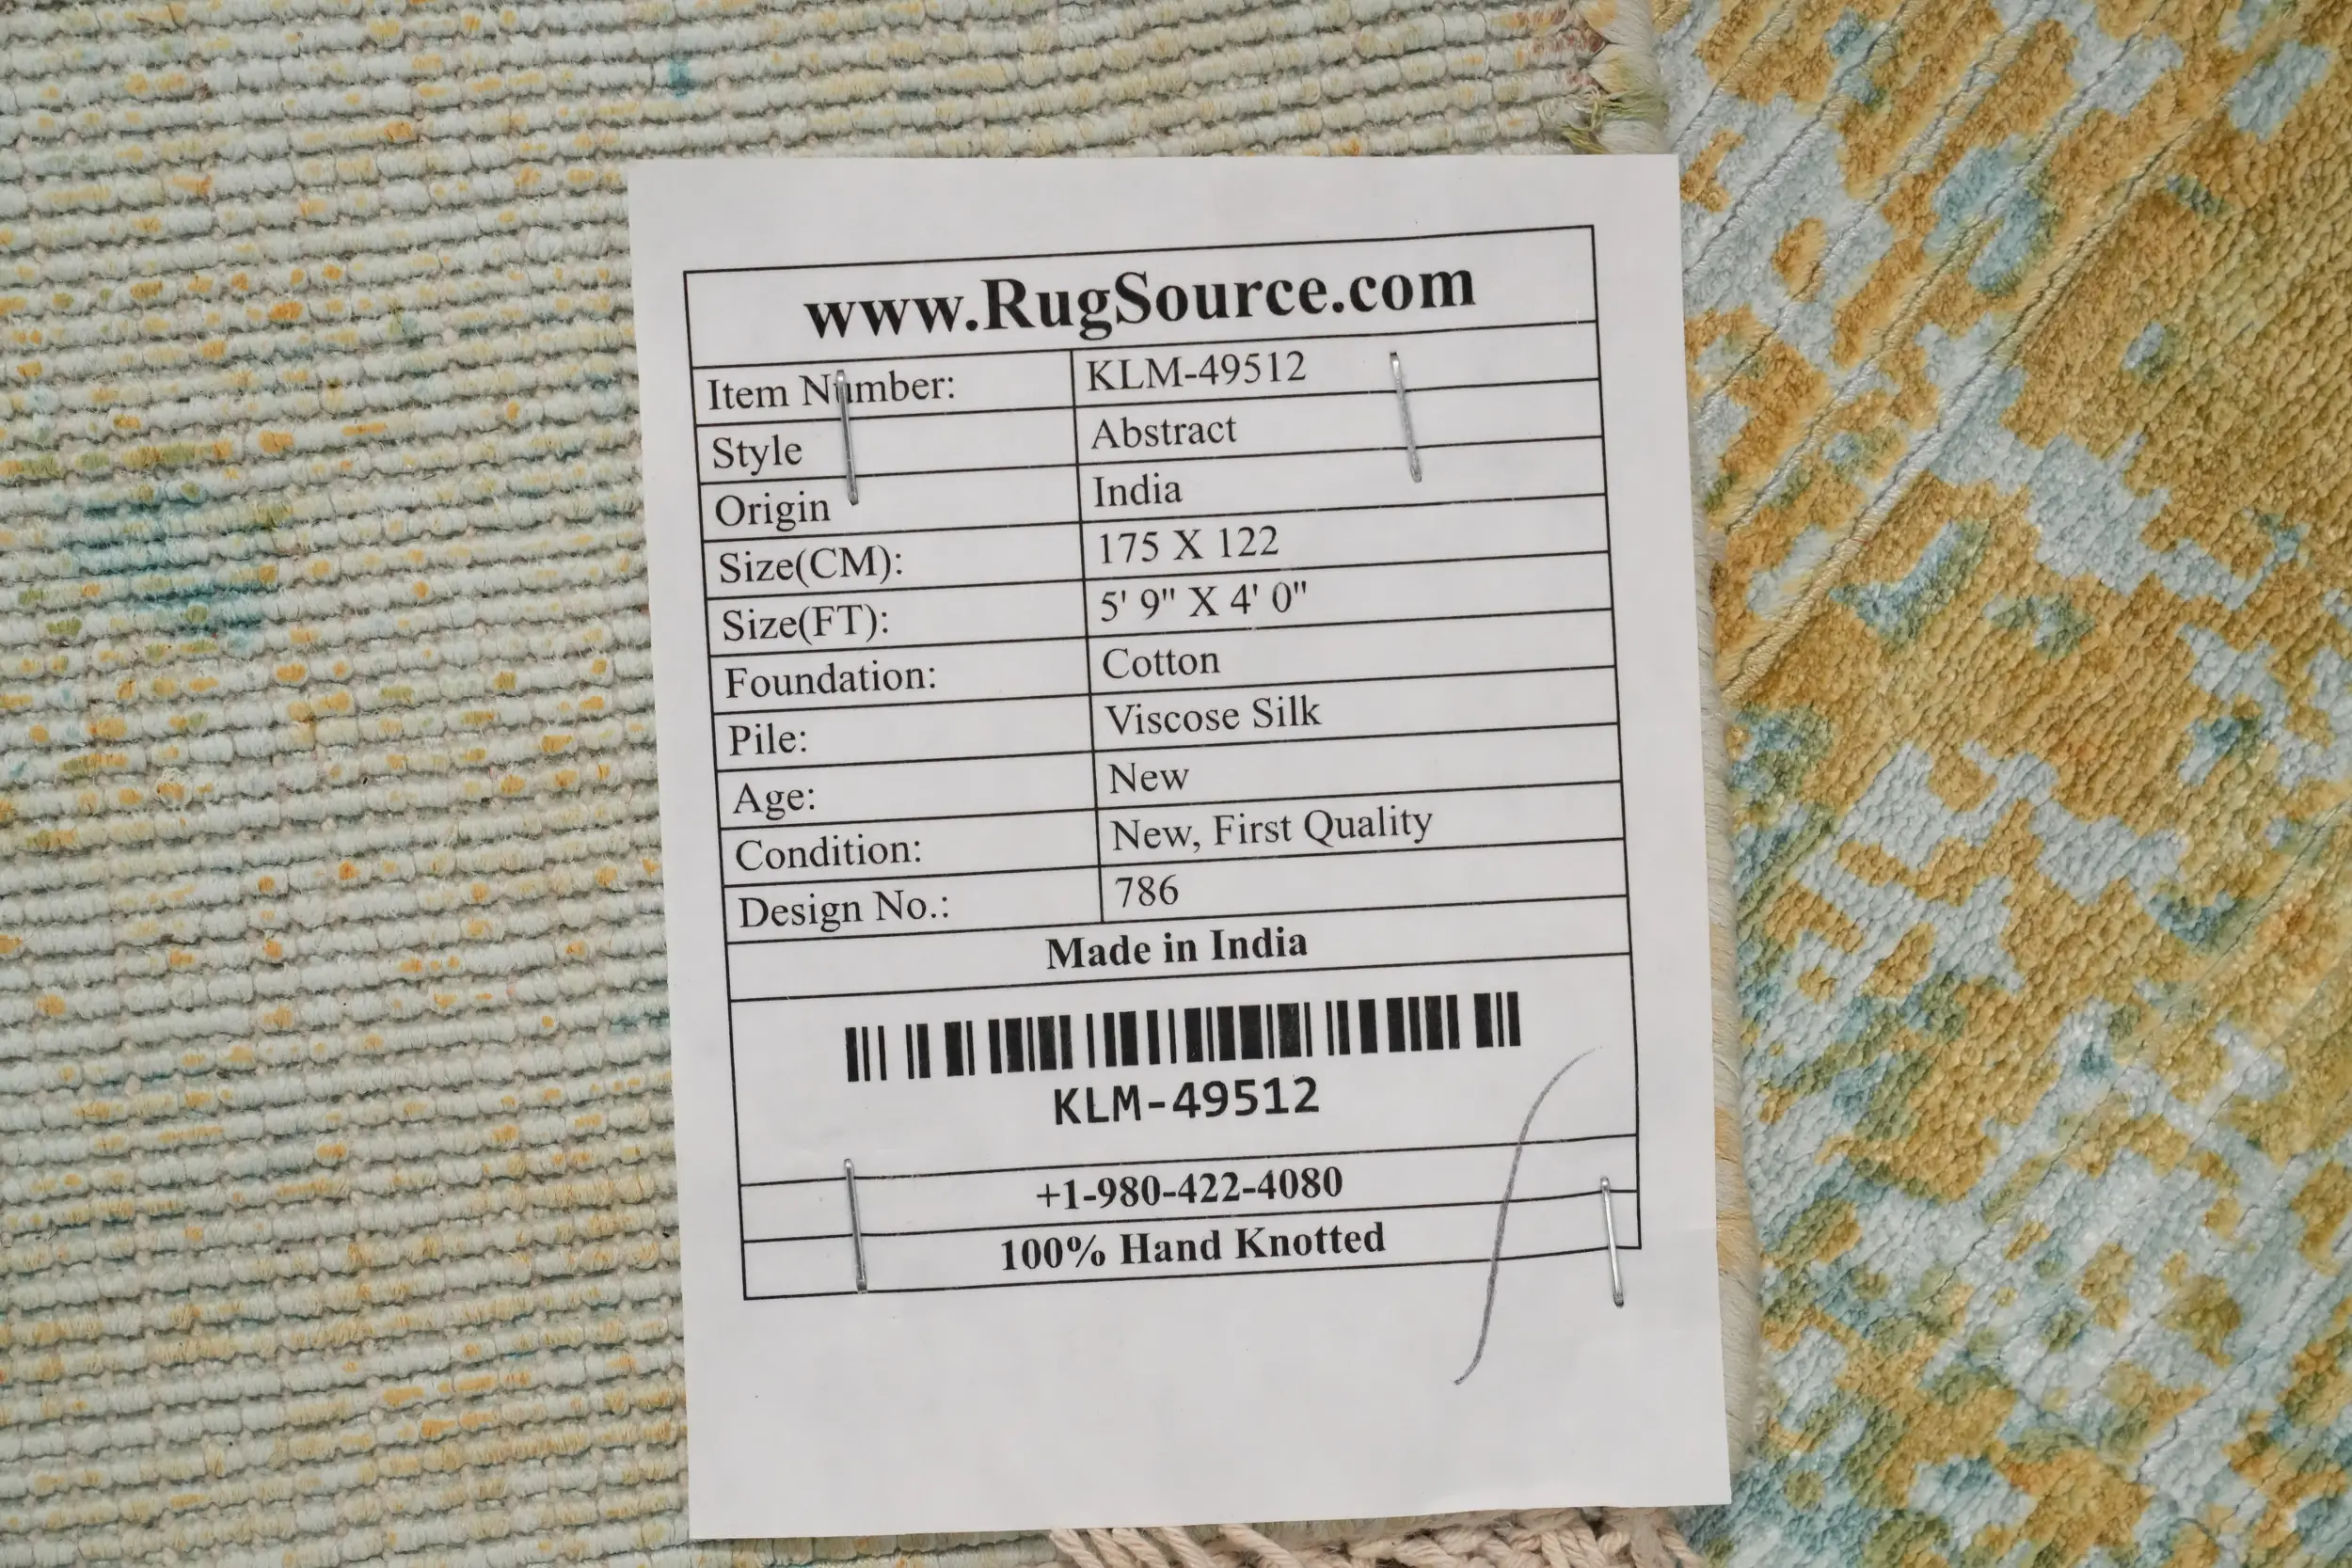 www.RugSource.com
Item Number: KLM-49512
Style Abstract
Origin India
Size(CM): 175 X 122
Size(FT): 5' 9" X 4' 0"
Foundation: Cotton
Pile: Viscose Silk
Age: New
Condition: New, First Quality
Design No.: 786
Made in India
KLM-49512
+1-980-422-4080
100% Hand Knotted